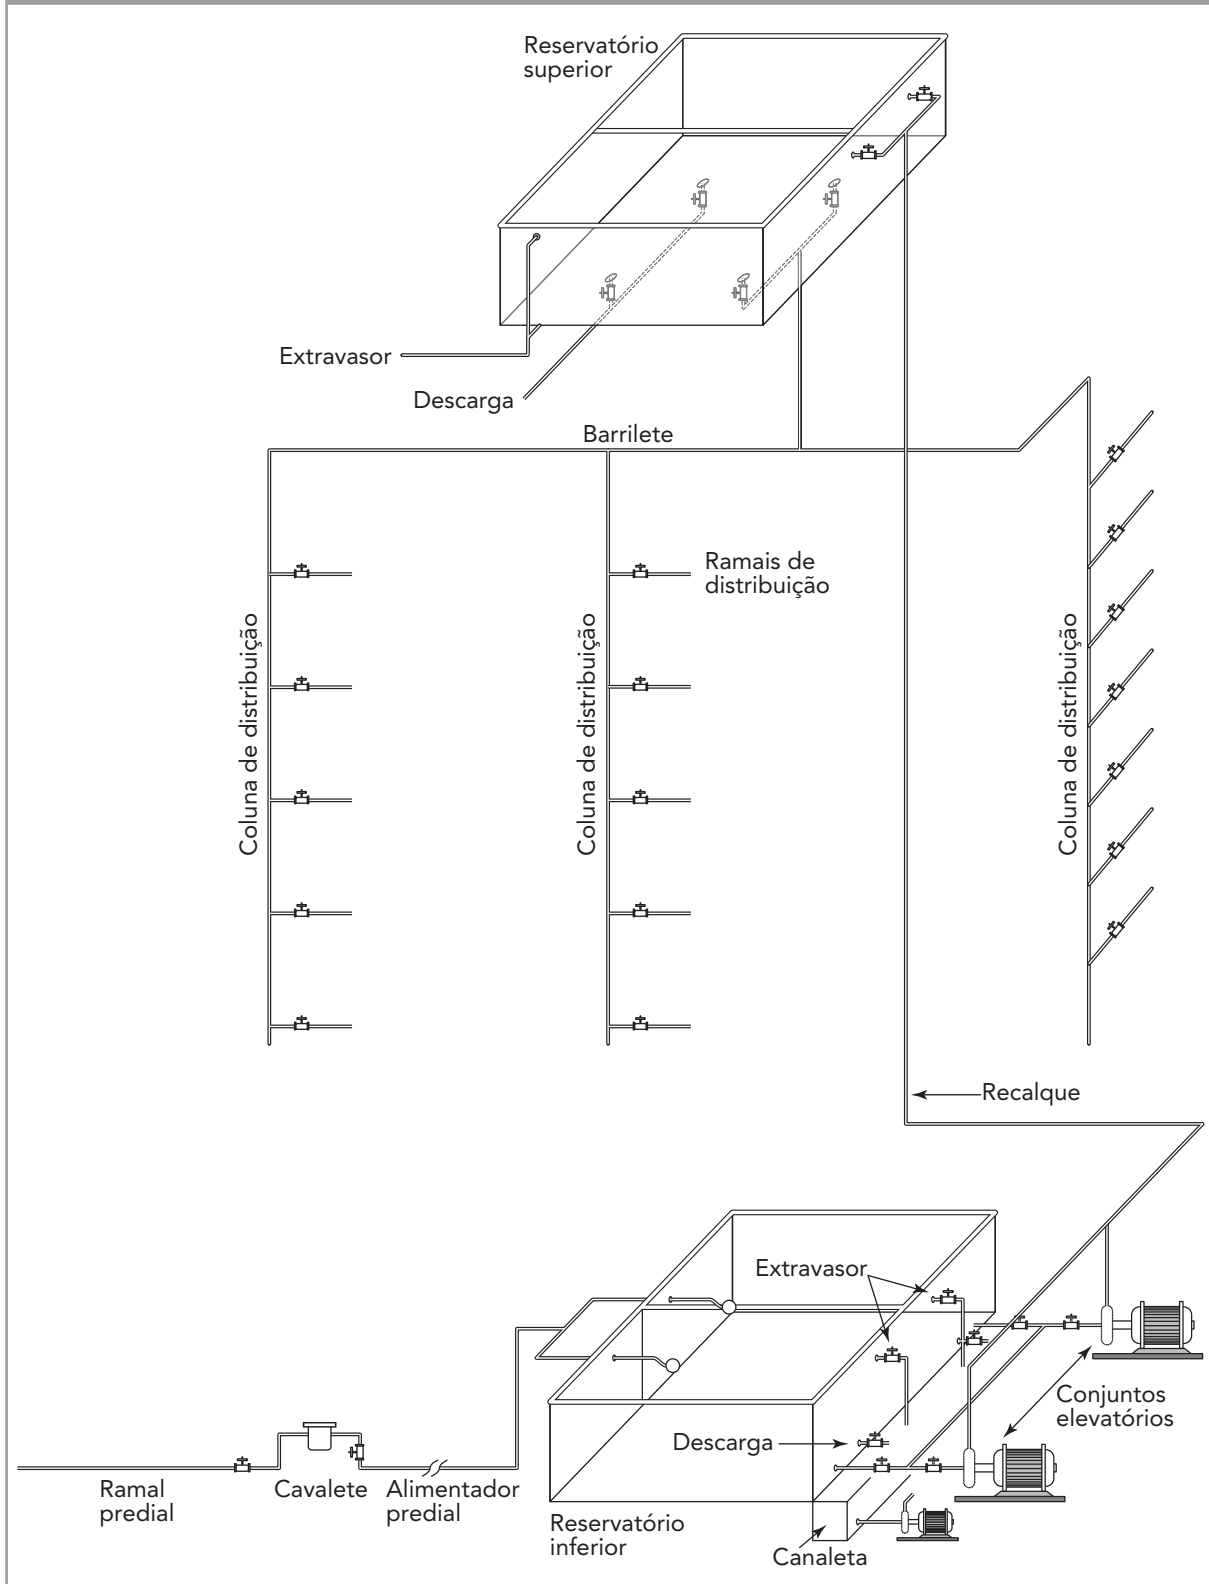 Reservatório
superior
Extravasor
Descarga
Barrilete
Ramais de
distribuição
Coluna de distribuição
Coluna de distribuição
Coluna de distribuição
Recalque
Extravasor
Conjuntos
elevatórios
Descarga
Ramal
predial
Cavalete
Alimentador
predial
Reservatório
inferior
Canaleta